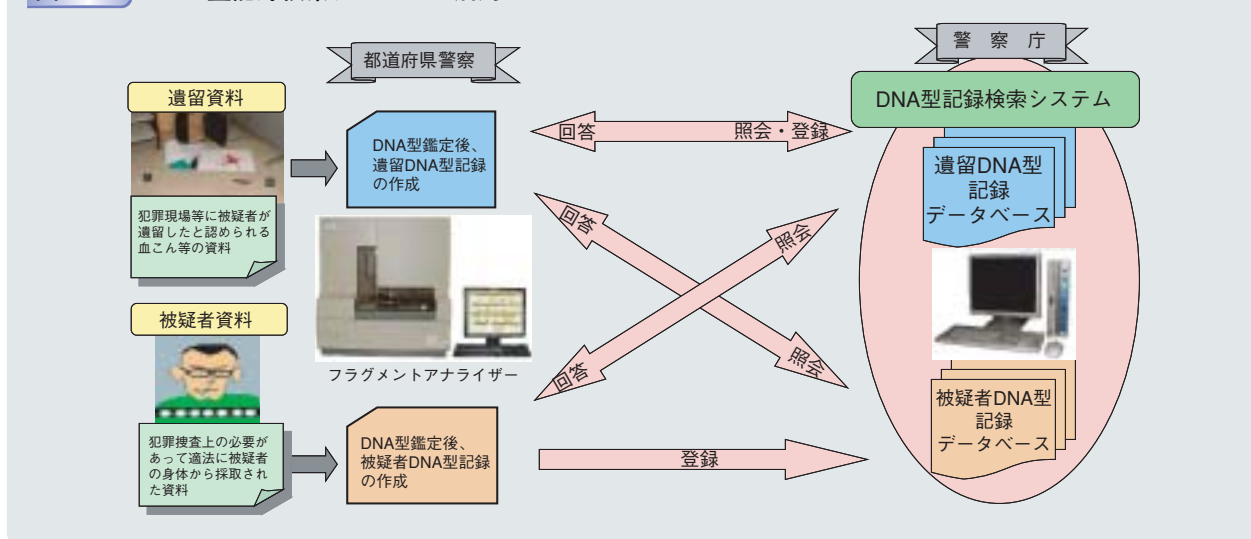 都道府県警察
警察庁
遺留資料
DNA型鑑定後、
遺留DNA型記録
の作成
犯罪現場等に被疑者が
遺留したと認められる
血こん等の資料
回答
照会・登録
DNA型記録検索システム
遺留DNA型
記録
データベース
回答
照会
回答
照会
フラグメントアナライザー
被疑者資料
犯罪捜査上の必要が
あって適法に被疑者
の身体から採取され
た資料
DNA型鑑定後、
被疑者DNA型記録
の作成
登録
被疑者DNA型
記録
データベース